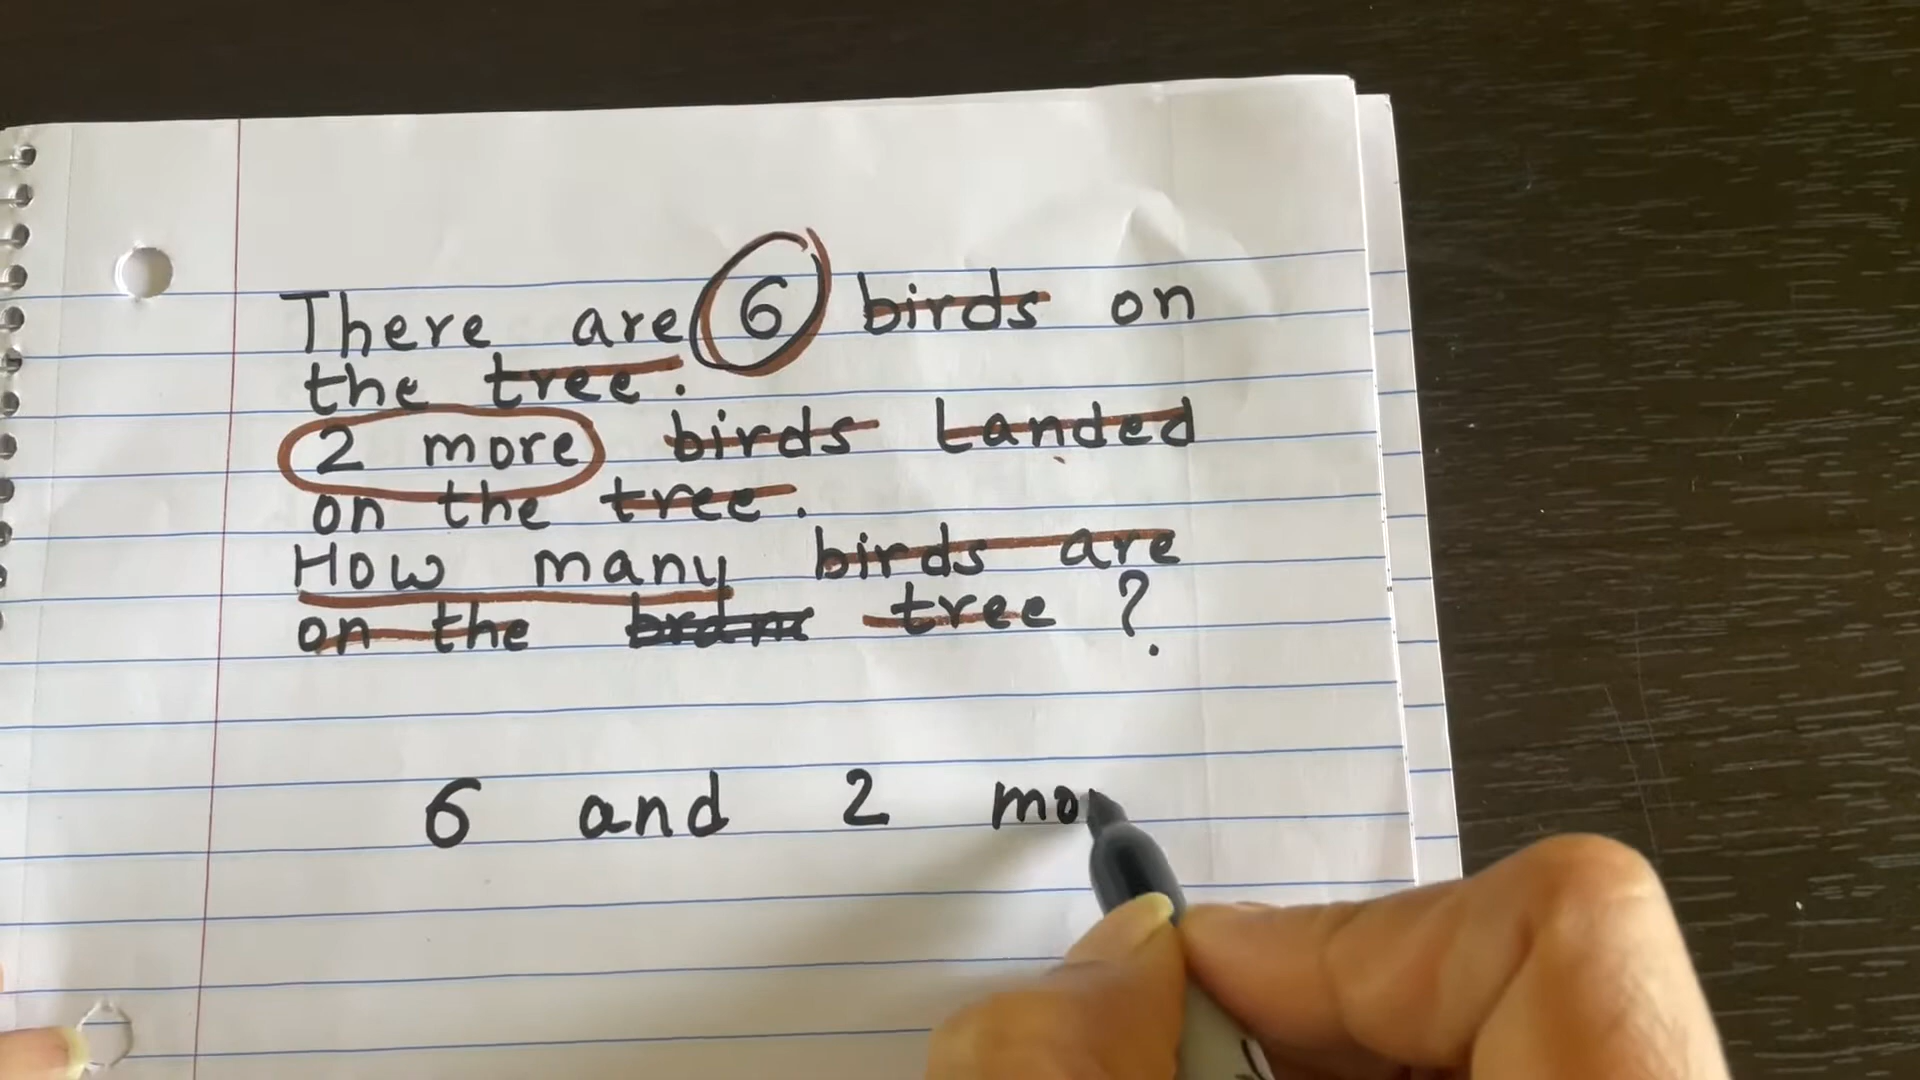 There are 6 birds on
the tree.
2 more birds Landed
on the tree.
How many birds are
on the tree ?
6 and 2 mo